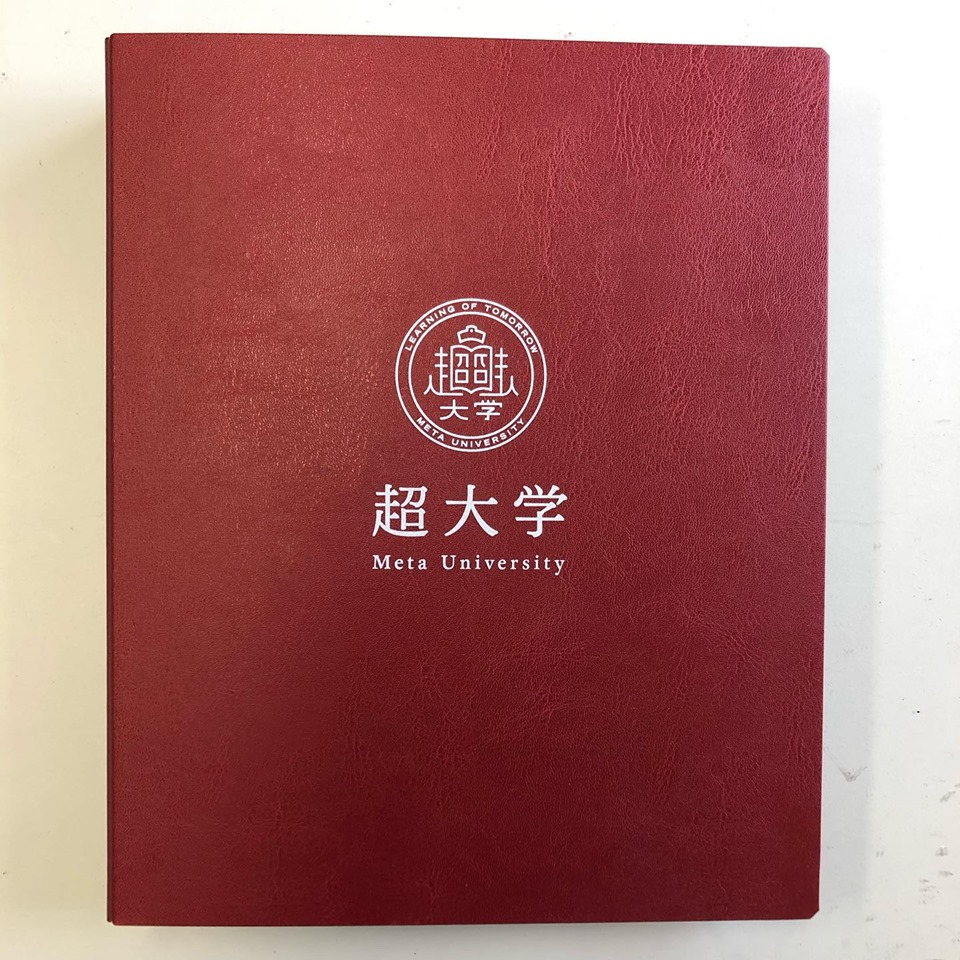 LEARNING OF TOMORROW
大学
META UNIVERSITY
超大学
Meta University